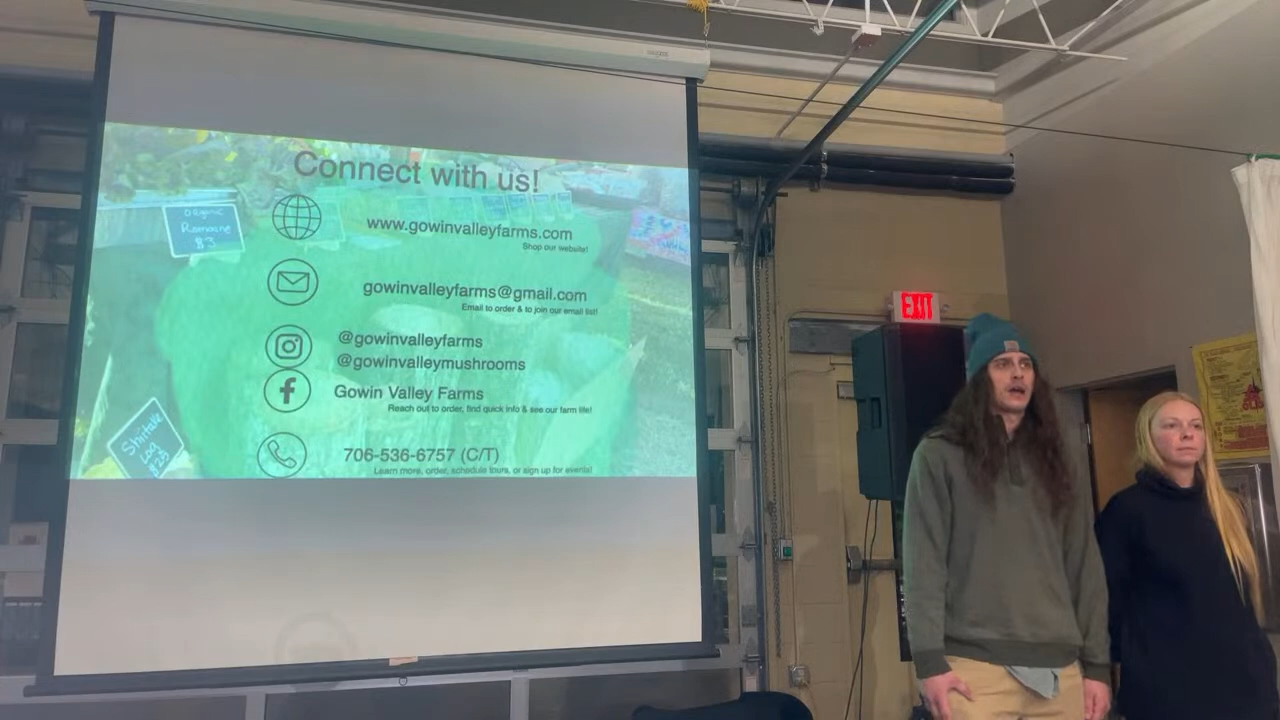 Connect with us!
www.gowinvalleyfarms.com
Shop our website!
gowinvalleyfarms@gmail.com
Email to order & to join our email list!
@gowinvalleyfarms
@gowinvalleymushrooms
Gowin Valley Farms
Reach out to order, find quick info & see our farm life!
706-536-6757 (C/T)
Learn more, order, schedule tours, or sign up for events!
Organic
Romaine
$3
Shiitake
Log
$25
EXIT